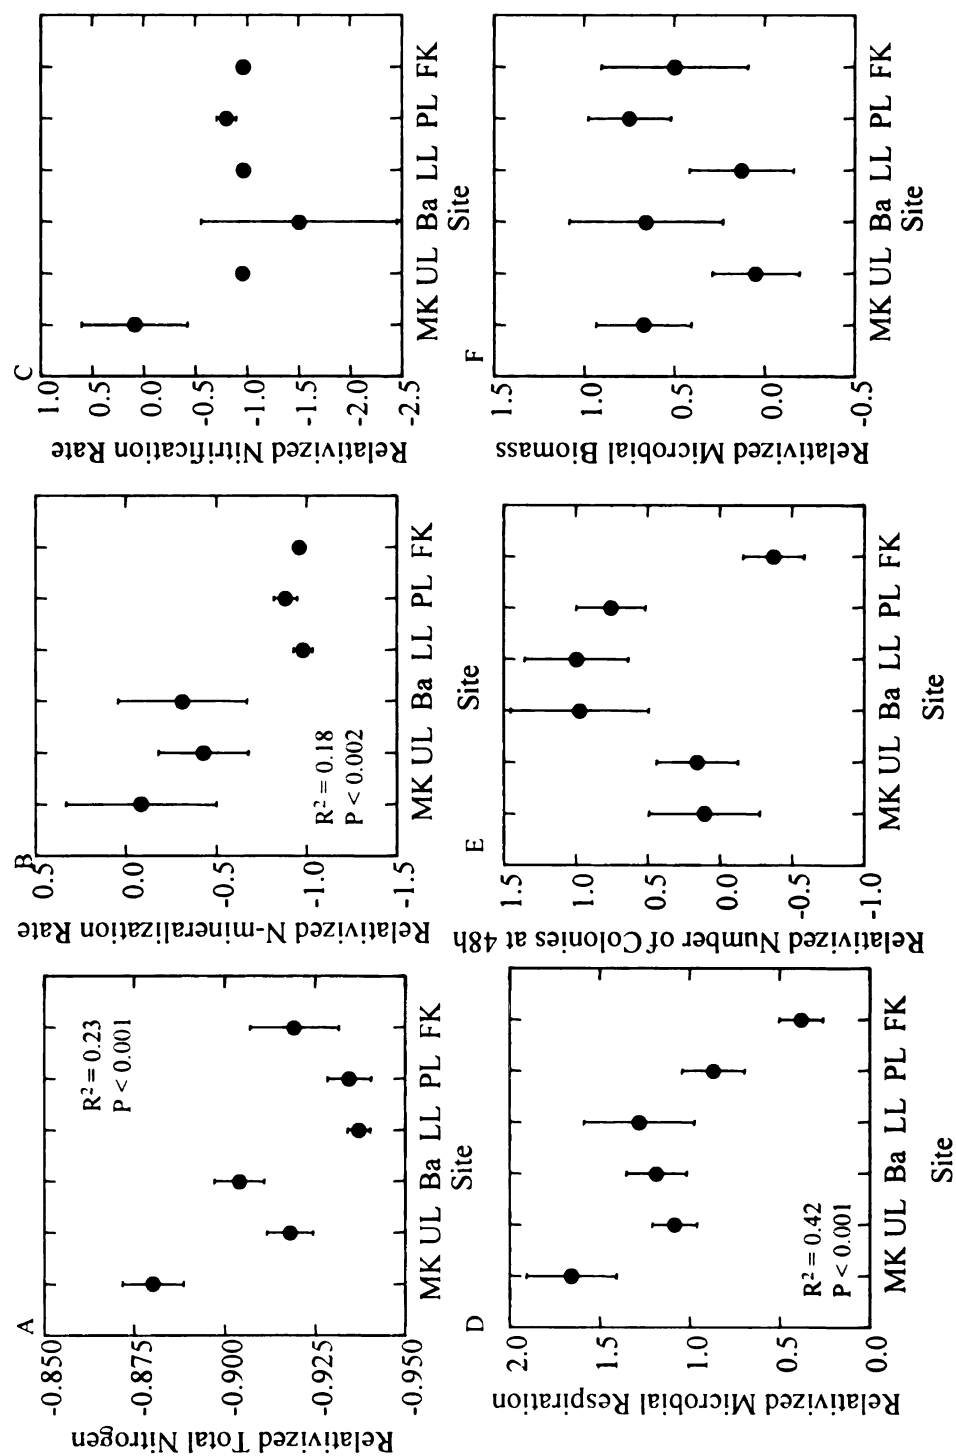 A
Relativized Total Nitrogen
-0.850
-0.875
-0.900
-0.925
-0.950
R² = 0.23
P < 0.001
MK UL Ba LL PL FK
Site
B
Relativized N-mineralization Rate
0.5
0.0
-0.5
-1.0
-1.5
R² = 0.18
P < 0.002
MK UL Ba LL PL FK
Site
C
Relativized Nitrification Rate
1.0
0.5
0.0
-0.5
-1.0
-1.5
-2.0
-2.5
MK UL Ba LL PL FK
Site
D
Relativized Microbial Respiration
2.0
1.5
1.0
0.5
0.0
R² = 0.42
P < 0.001
MK UL Ba LL PL FK
Site
E
Relativized Number of Colonies at 48h
1.5
1.0
0.5
0.0
-0.5
-1.0
MK UL Ba LL PL FK
Site
F
Relativized Microbial Biomass
1.5
1.0
0.5
0.0
-0.5
MK UL Ba LL PL FK
Site